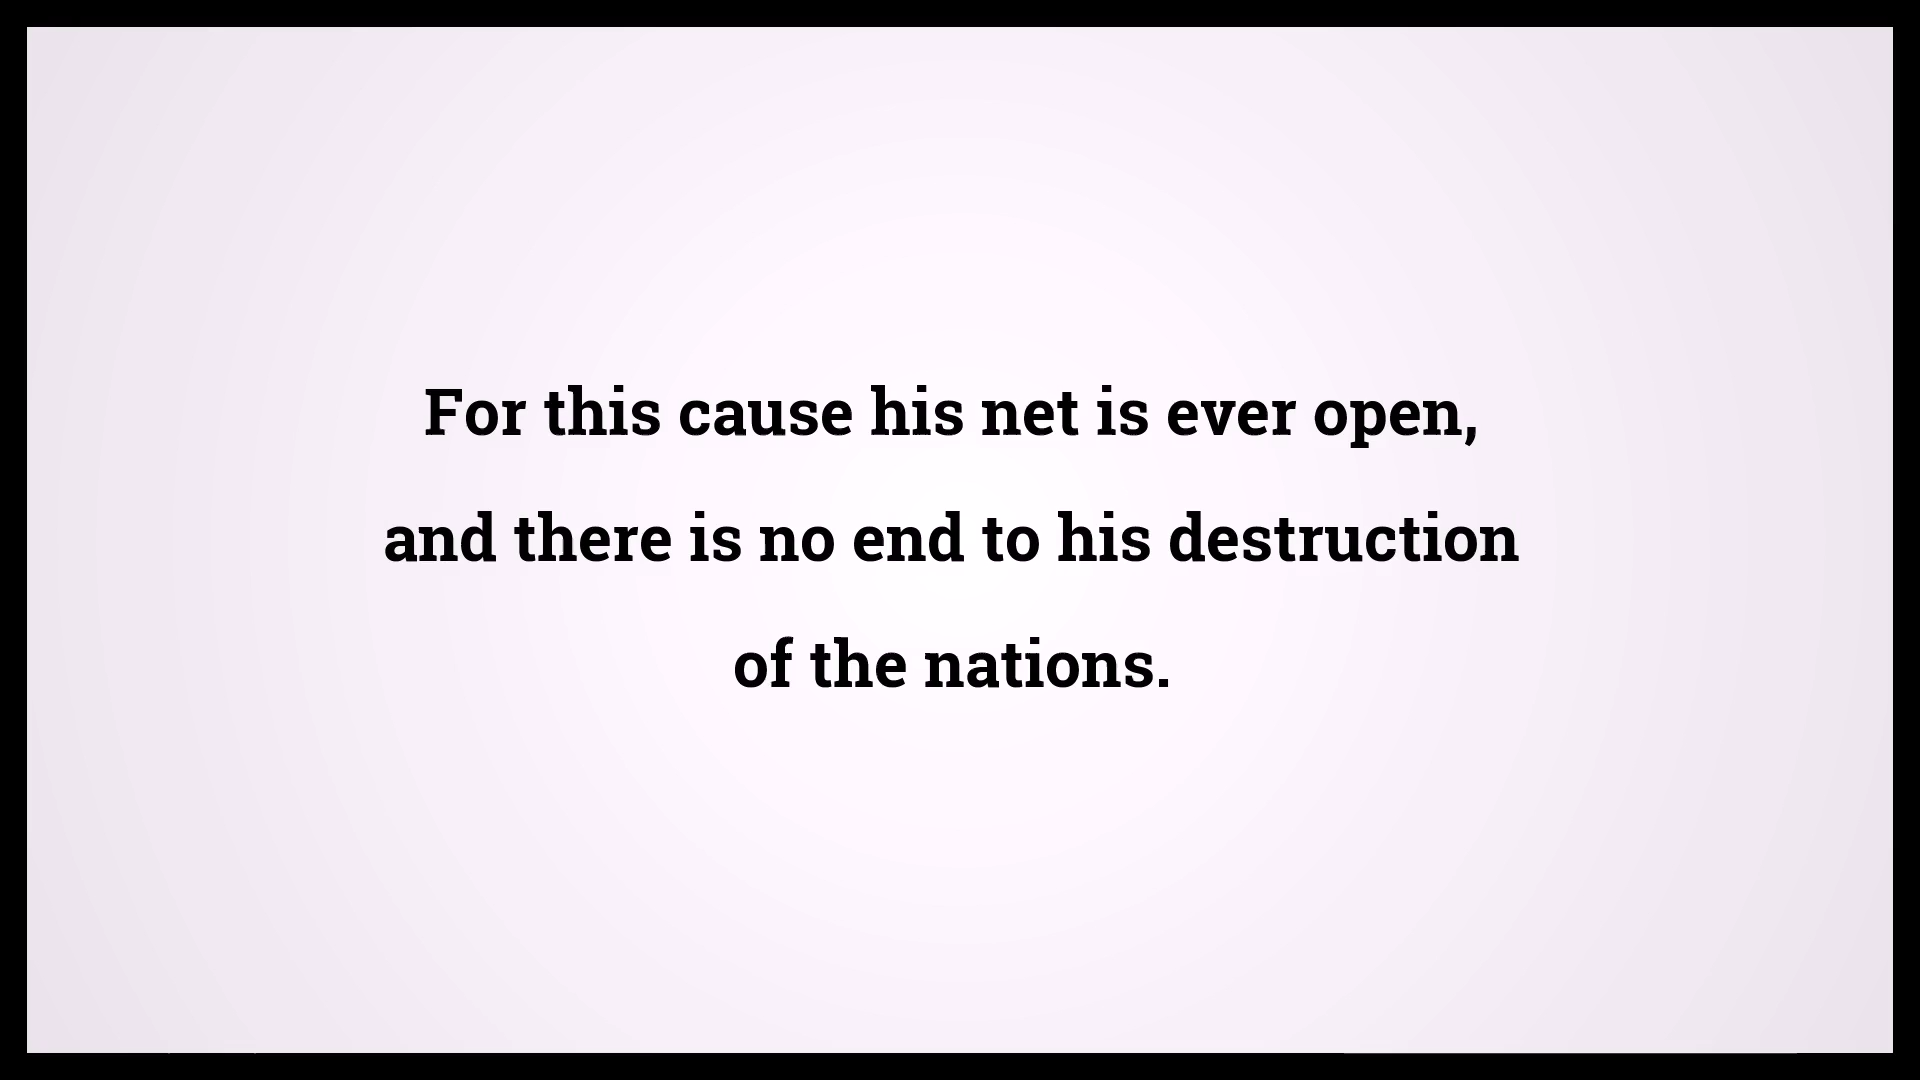 For this cause his net is ever open,
and there is no end to his destruction
of the nations.